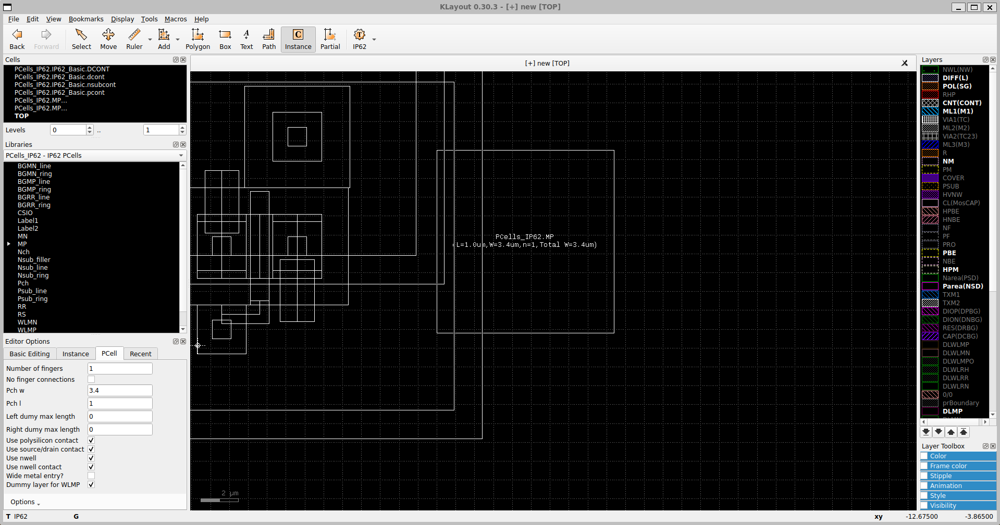 KLayout 0.30.3 - [+] new [TOP]
File Edit View Bookmarks Display Tools Macros Help
Back Forward Select Move Ruler Add Polygon Box Text Path Instance Partial IP62
Cells
PCells_IP62.IP62_Basic.DCONT
PCells_IP62.IP62_Basic.dcont
PCells_IP62.IP62_Basic.nsubcont
PCells_IP62.IP62_Basic.pcont
PCells_IP62.MP...
PCells_IP62.MP...
TOP
Levels 0 .. 1
Libraries
PCells_IP62 - IP62 PCells
BGMN_line
BGMN_ring
BGMP_line
BGMP_ring
BGRR_line
BGRR_ring
CSIO
Label1
Label2
MN
MP
Nch
Nsub_filler
Nsub_line
Nsub_ring
Pch
Psub_line
Psub_ring
RR
RS
WLMN
WLMP
Editor Options
Basic Editing Instance PCell Recent
Number of fingers 1
No finger connections
Pch w 3.4
Pch l 1
Left dumy max length 0
Right dumy max length 0
Use polysilicon contact
Use source/drain contact
Use nwell
Use nwell contact
Wide metal entry?
Dummy layer for WLMP
Options
[+] new [TOP]
PCells_IP62.MP
(L=1.0um,W=3.4um,n=1,Total W=3.4um)
2 µm
Layers
NWL(NW)
DIFF(L)
POL(SG)
RHP
CNT(CONT)
ML1(M1)
VIA1(TC)
ML2(M2)
VIA2(TC23)
ML3(M3)
R
NM
PM
COVER
PSUB
HVNW
CL(MosCAP)
HPBE
HNBE
NF
PF
PRO
PBE
NBE
HPM
Narea(PSD)
Parea(NSD)
TXM1
TXM2
DIOP(DPBG)
DION(DNBG)
RES(DRBG)
CAP(DCBG)
DLWLMP
DLWLMN
DLWLMPO
DLWLRH
DLWLRR
DLWLRN
0/0
prBoundary
DLMP
Layer Toolbox
Color
Frame color
Stipple
Animation
Style
Visibility
T IP62 G xy -12.67500 -3.86500